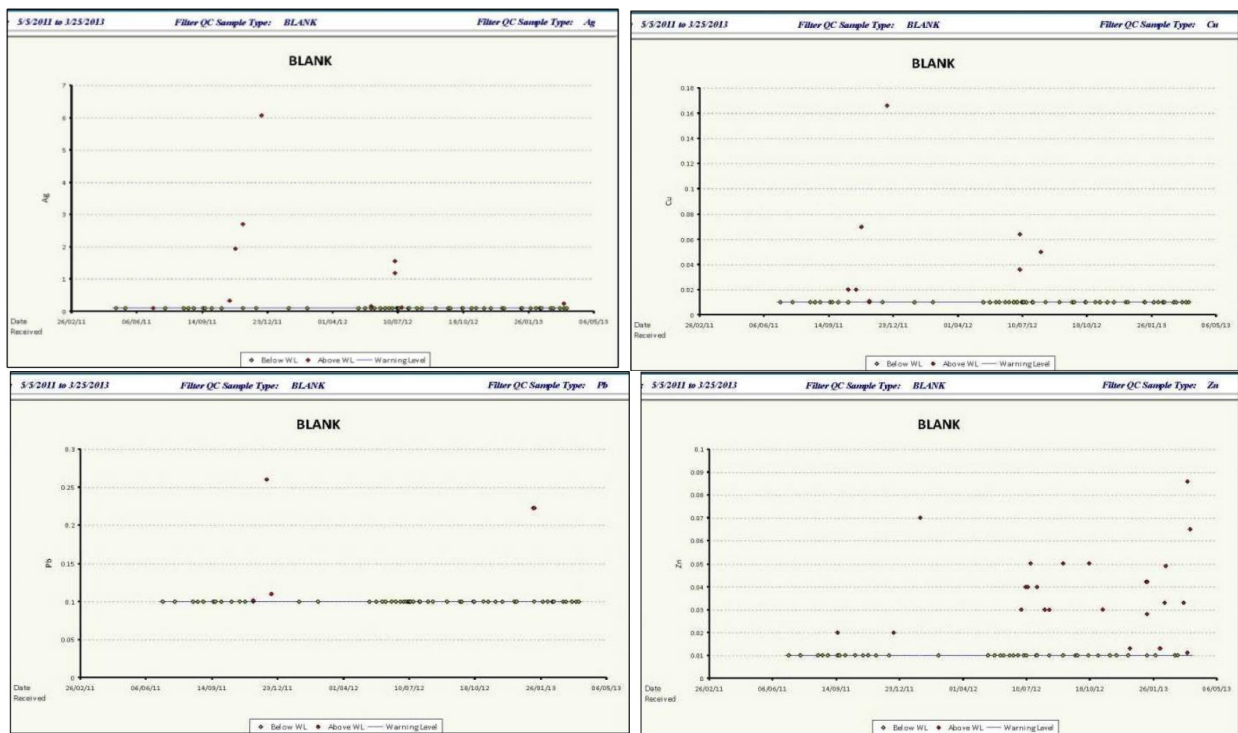 5/5/2011 to 3/25/2013 Filter QC Sample Type: BLANK Filter QC Sample Type: Ag
BLANK
7
6
5
4
3
2
1
0
Ag
Date Received
26/02/11 06/06/11 14/09/11 23/12/11 01/04/12 10/07/12 18/10/12 26/01/13 06/05/13
Below WL Above WL Warning Level
5/5/2011 to 3/25/2013 Filter QC Sample Type: BLANK Filter QC Sample Type: Cu
BLANK
0.18
0.16
0.14
0.12
0.1
0.08
0.06
0.04
0.02
0
Cu
Date Received
26/02/11 06/06/11 14/09/11 23/12/11 01/04/12 10/07/12 18/10/12 26/01/13 06/05/13
Below WL Above WL Warning Level
5/5/2011 to 3/25/2013 Filter QC Sample Type: BLANK Filter QC Sample Type: Pb
BLANK
0.3
0.25
0.2
0.15
0.1
0.05
0
Pb
Date Received
26/02/11 06/06/11 14/09/11 23/12/11 01/04/12 10/07/12 18/10/12 26/01/13 06/05/13
Below WL Above WL Warning Level
5/5/2011 to 3/25/2013 Filter QC Sample Type: BLANK Filter QC Sample Type: Zn
BLANK
0.1
0.09
0.08
0.07
0.06
0.05
0.04
0.03
0.02
0.01
0
Zn
Date Received
26/02/11 06/06/11 14/09/11 23/12/11 01/04/12 10/07/12 18/10/12 26/01/13 06/05/13
Below WL Above WL Warning Level